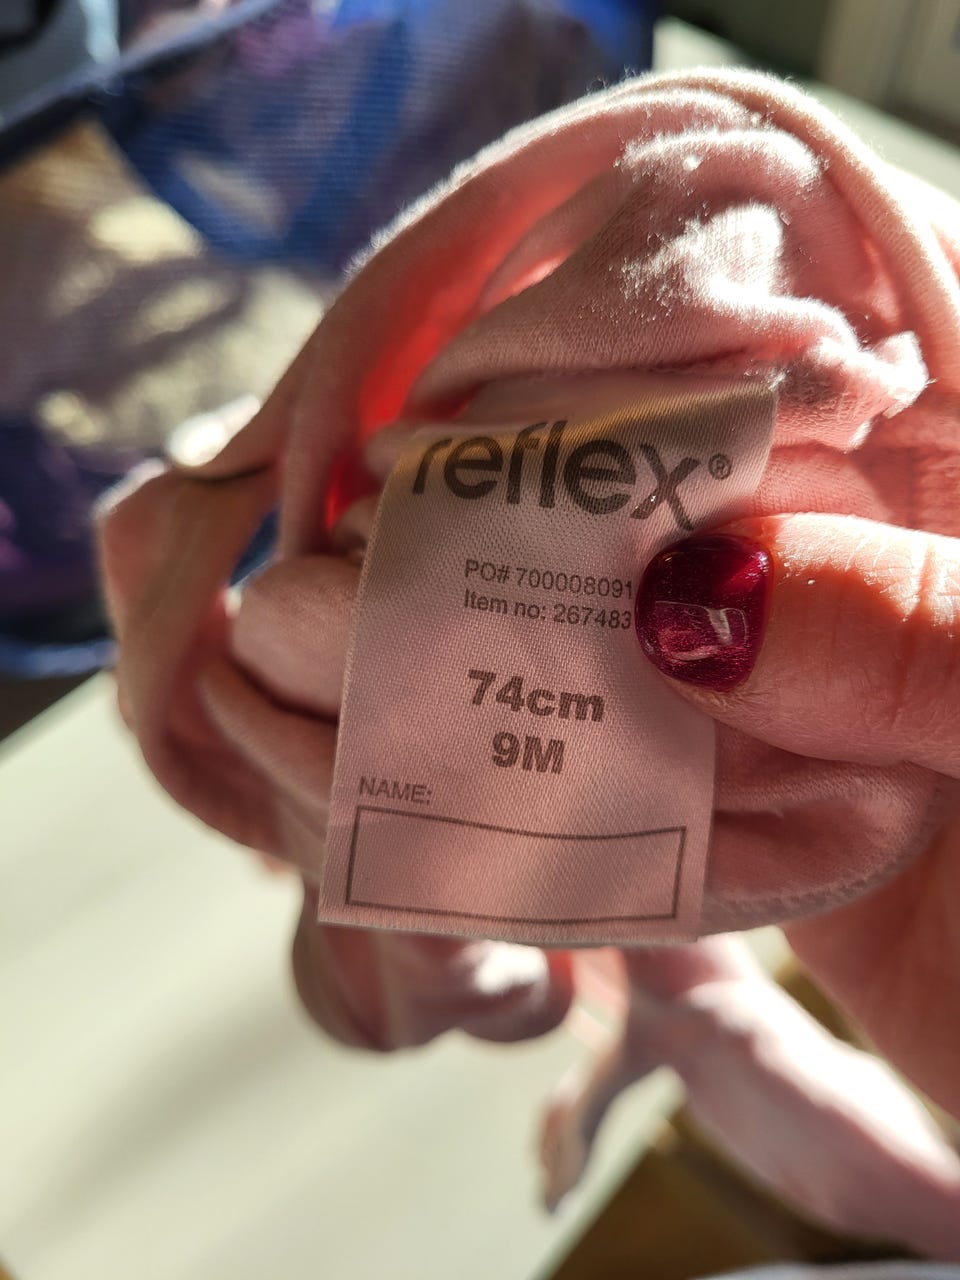 reflex®
PO# 700008091
Item no: 267483
74cm
9M
NAME: